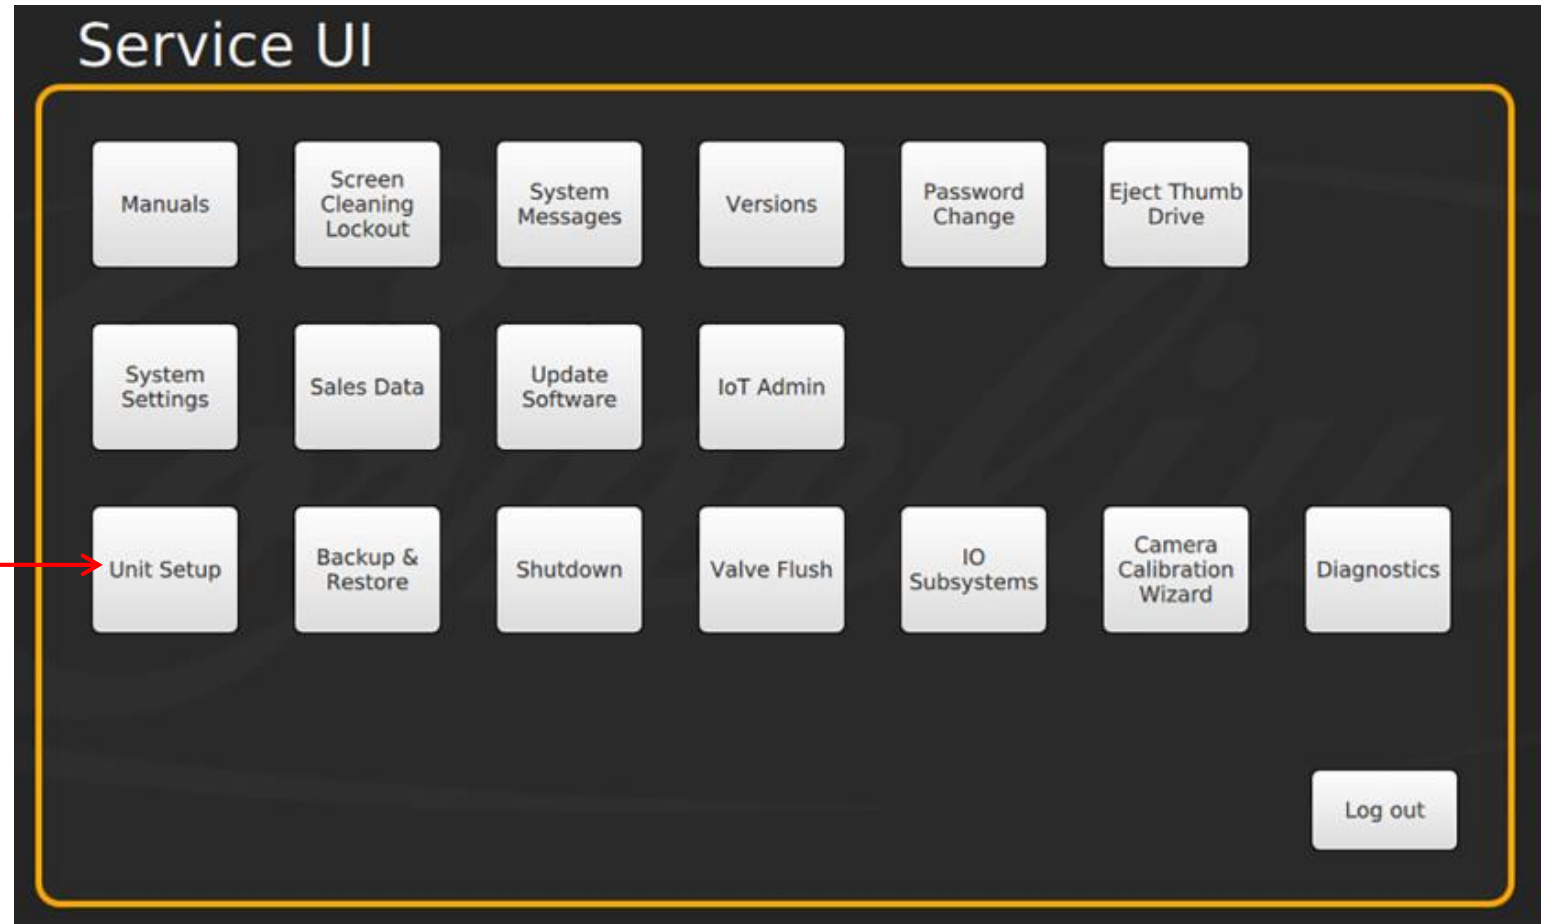 Service UI
Manuals
Screen
Cleaning
Lockout
System
Messages
Versions
Password
Change
Eject Thumb
Drive
System
Settings
Sales Data
Update
Software
IoT Admin
Unit Setup
Backup &
Restore
Shutdown
Valve Flush
IO
Subsystems
Camera
Calibration
Wizard
Diagnostics
Log out